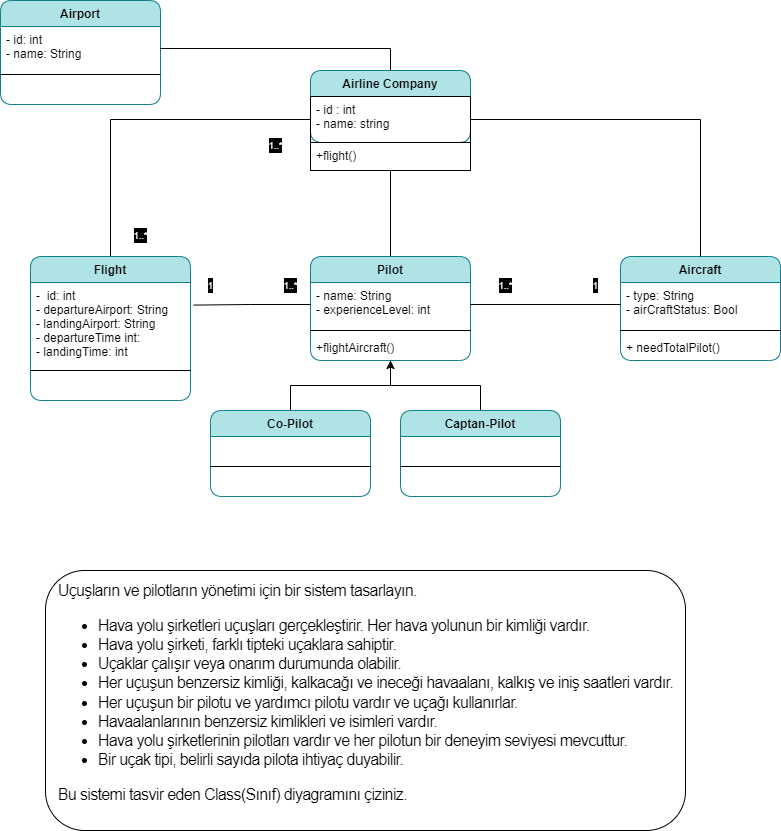 Airport
- id: int
- name: String
Airline Company
- id : int
- name: string
+flight()
1..*
1..*
Flight
-  id: int
- departureAirport: String
- landingAirport: String
- departureTime int:
- landingTime: int
1
1..*
Pilot
- name: String
- experienceLevel: int
+flightAircraft()
1..*
1
Aircraft
- type: String
- airCraftStatus: Bool
+ needTotalPilot()
Co-Pilot
Captan-Pilot
Uçuşların ve pilotların yönetimi için bir sistem tasarlayın.
• Hava yolu şirketleri uçuşları gerçekleştirir. Her hava yolunun bir kimliği vardır.
• Hava yolu şirketi, farklı tipteki uçaklara sahiptir.
• Uçaklar çalışır veya onarım durumunda olabilir.
• Her uçuşun benzersiz kimliği, kalkacağı ve ineceği havaalanı, kalkış ve iniş saatleri vardır.
• Her uçuşun bir pilotu ve yardımcı pilotu vardır ve uçağı kullanırlar.
• Havaalanlarının benzersiz kimlikleri ve isimleri vardır.
• Hava yolu şirketlerinin pilotları vardır ve her pilotun bir deneyim seviyesi mevcuttur.
• Bir uçak tipi, belirli sayıda pilota ihtiyaç duyabilir.
Bu sistemi tasvir eden Class(Sınıf) diyagramını çiziniz.